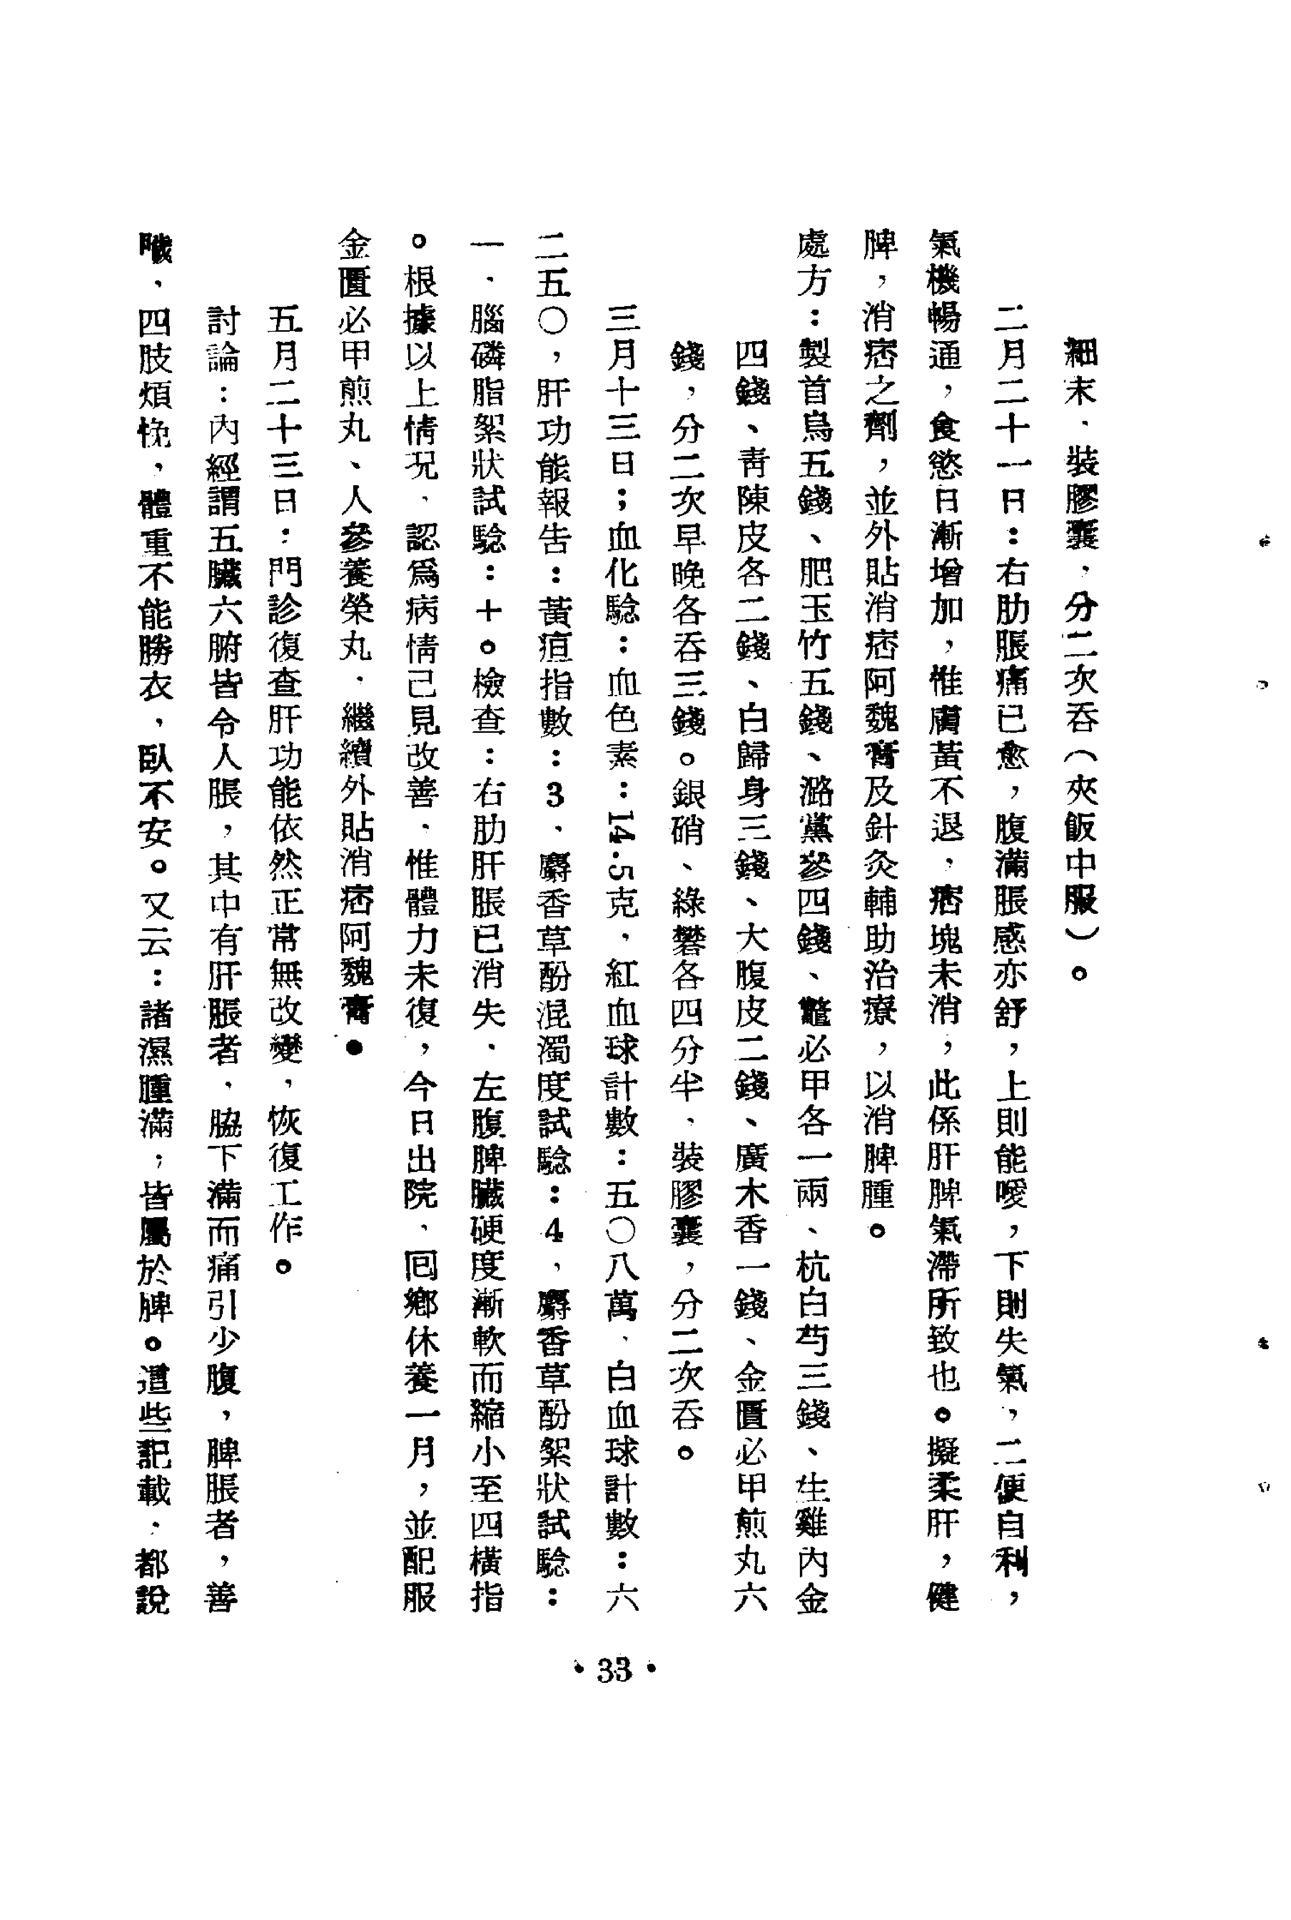 細末，裝膠囊，分二次吞（夾飯中服）。
二月二十一日：右肋脹痛已愈，腹滿脹感亦舒，上則能噯，下則失氣，二便自利，
氣機暢通，食慾日漸增加，惟膚黃不退，痞塊未消，此係肝脾氣滯所致也。擬柔肝，健
脾，消痞之劑，並外貼消痞阿魏膏及針灸輔助治療，以消脾腫。
處方：製首烏五錢、肥玉竹五錢、潞黨參四錢、鼈必甲各一兩、杭白芍三錢、生雞內金
四錢、靑陳皮各二錢、白歸身三錢、大腹皮二錢、廣木香一錢、金匱必甲煎丸六
錢，分二次早晚各吞三錢。銀硝、綠礬各四分半，裝膠囊，分二次吞。
三月十三日；血化驗：血色素：14.5克，紅血球計數：五〇八萬，白血球計數：六
二五〇，肝功能報告：黃疸指數：3，麝香草酚混濁度試驗：4，麝香草酚絮狀試驗：
一，腦磷脂絮狀試驗：＋。檢查：右肋肝脹已消失，左腹脾臟硬度漸軟而縮小至四橫指
。根據以上情况，認爲病情己見改善，惟體力未復，今日出院，囘鄉休養一月，並配服
金匱必甲煎丸、人參養榮丸，繼續外貼消痞阿魏膏。
五月二十三日：門診復查肝功能依然正常無改變，恢復工作。
討論：內經謂五臟六腑皆令人脹，其中有肝脹者，脇下滿而痛引少腹，脾脹者，善
噦，四肢煩悗，體重不能勝衣，臥不安。又云：諸濕腫滿，皆屬於脾。這些記載，都說
·33·